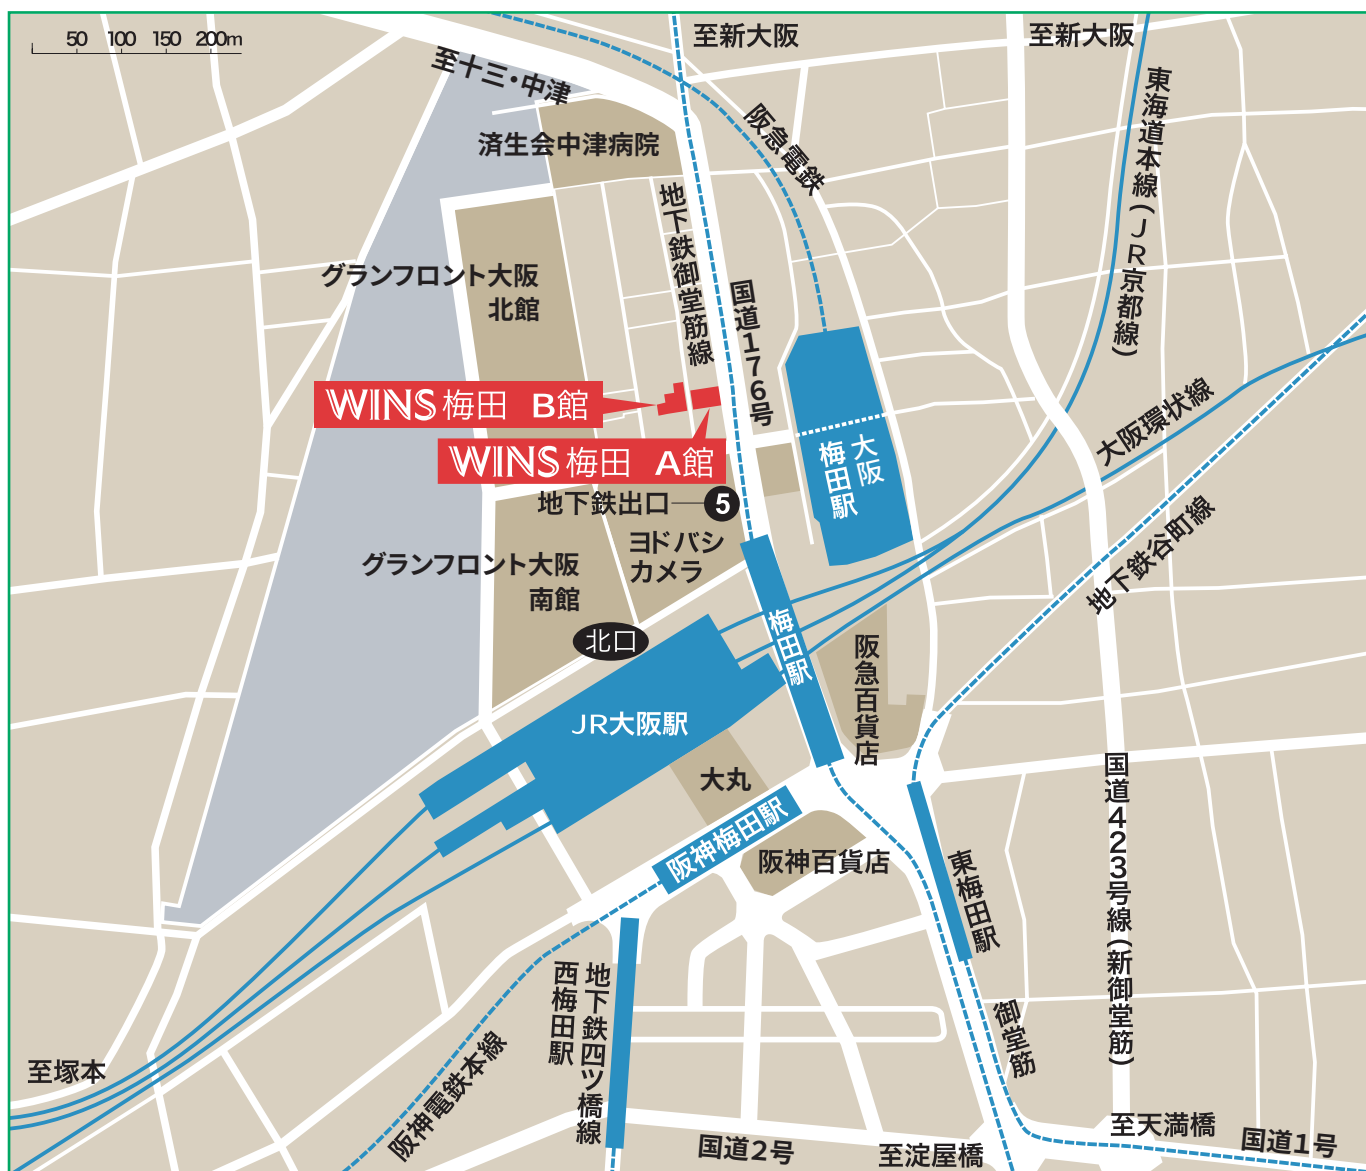 50 100 150 200m
至十三・中津
至新大阪
至新大阪
済生会中津病院
阪急電鉄
東海道本線(JR京都線)
地下鉄御堂筋線
グランフロント大阪
北館
国道176号
WINS梅田 B館
WINS梅田 A館
大阪
梅田駅
大阪環状線
地下鉄出口
5
ヨドバシ
カメラ
地下鉄谷町線
グランフロント大阪
南館
北口
梅田駅
阪急百貨店
JR大阪駅
大丸
国道423号線(新御堂筋)
阪神梅田駅
阪神百貨店
東梅田駅
地下鉄四ツ橋線
西梅田駅
御堂筋
至塚本
阪神電鉄本線
国道2号
至淀屋橋
至天満橋
国道1号